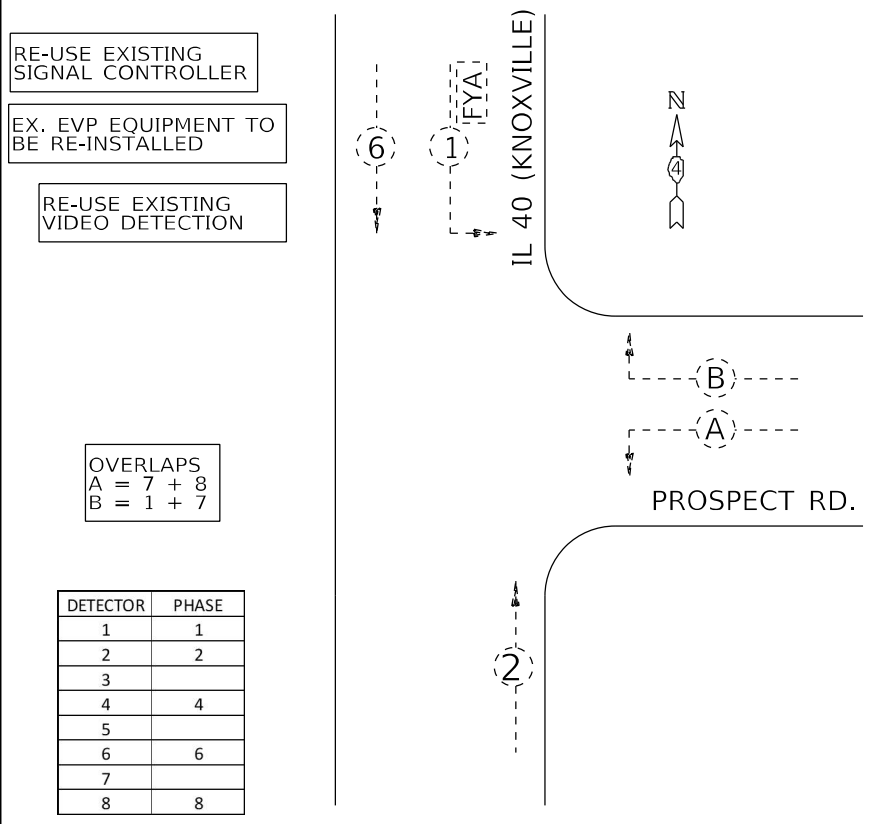 RE-USE EXISTING
SIGNAL CONTROLLER
EX. EVP EQUIPMENT TO
BE RE-INSTALLED
RE-USE EXISTING
VIDEO DETECTION
6
1
FYA
IL 40 (KNOXVILLE)
N
4
B
A
PROSPECT RD.
OVERLAPS
A = 7 + 8
B = 1 + 7
2
DETECTOR PHASE
1 1
2 2
3
4 4
5
6 6
7
8 8